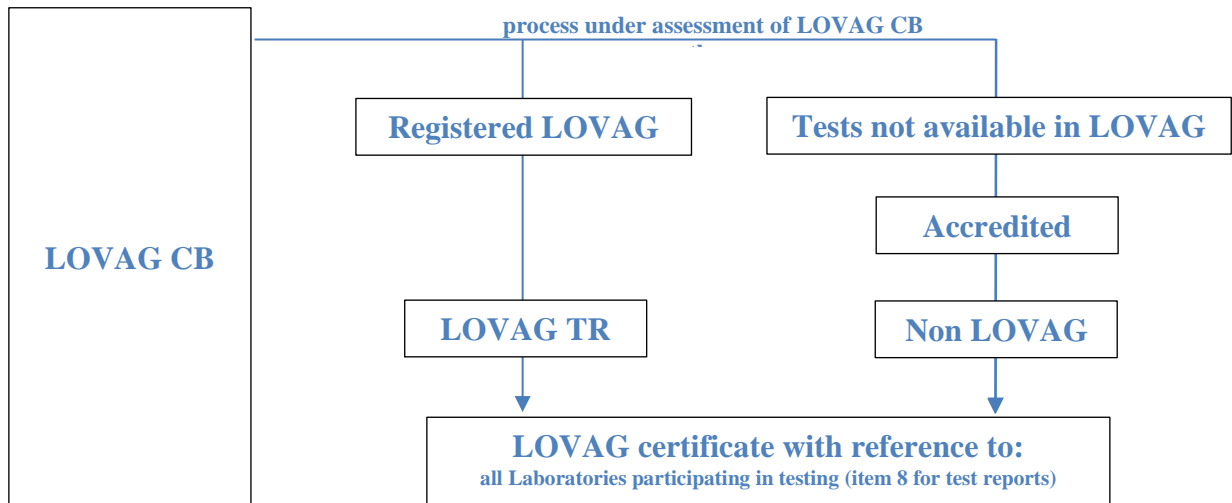 process under assessment of LOVAG CB
Registered LOVAG
Tests not available in LOVAG
Accredited
LOVAG CB
LOVAG TR
Non LOVAG
LOVAG certificate with reference to:
all Laboratories participating in testing (item 8 for test reports)